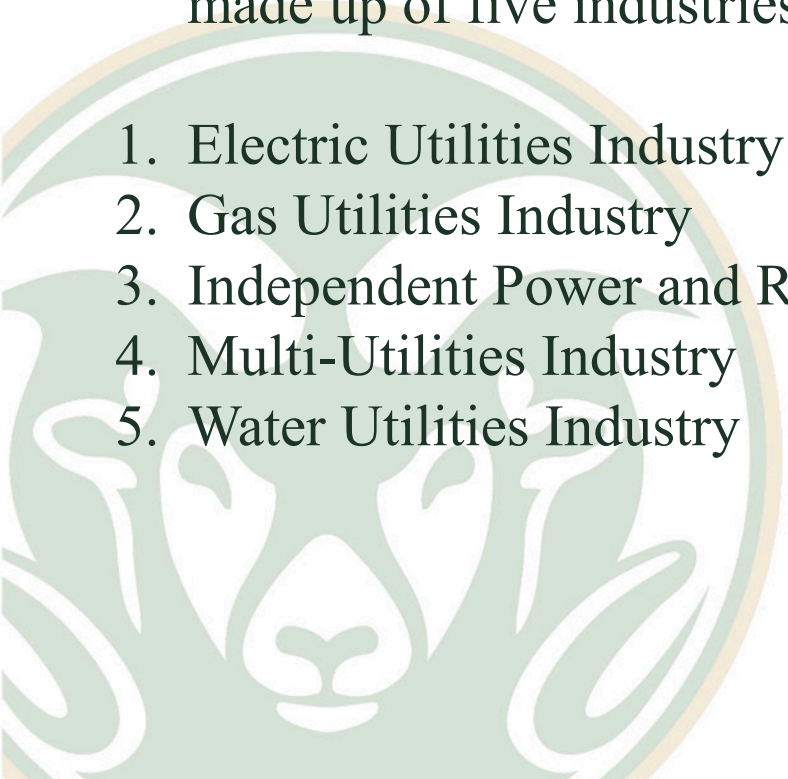 made up of five industries
1. Electric Utilities Industry
2. Gas Utilities Industry
3. Independent Power and R
4. Multi-Utilities Industry
5. Water Utilities Industry